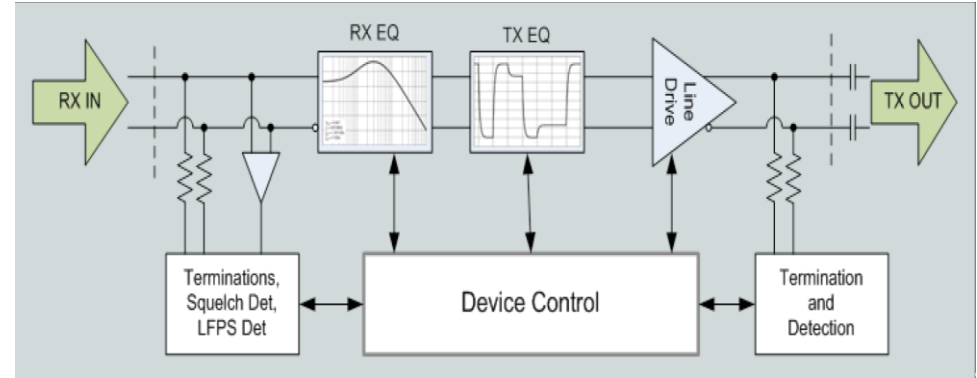 RX EQ
TX EQ
RX IN
Line
Drive
TX OUT
Terminations,
Squelch Det,
LFPS Det
Device Control
Termination
and
Detection